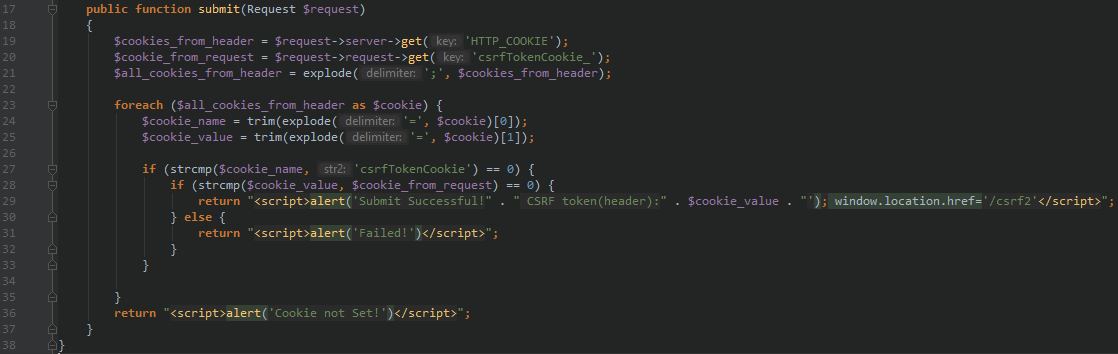 17 public function submit(Request $request)
18 {
19 $cookies_from_header = $request->server->get( key: 'HTTP_COOKIE');
20 $cookie_from_request = $request->request->get( key: 'csrfTokenCookie_');
21 $all_cookies_from_header = explode( delimiter: ';', $cookies_from_header);
22
23 foreach ($all_cookies_from_header as $cookie) {
24 $cookie_name = trim(explode( delimiter: '=', $cookie)[0]);
25 $cookie_value = trim(explode( delimiter: '=', $cookie)[1]);
26
27 if (strcmp($cookie_name, str2: 'csrfTokenCookie') == 0) {
28 if (strcmp($cookie_value, $cookie_from_request) == 0) {
29 return "<script>alert('Submit Successful!" . " CSRF token(header):" . $cookie_value . "'); window.location.href='/csrf2'</script>";
30 } else {
31 return "<script>alert('Failed!')</script>";
32 }
33 }
34
35 }
36 return "<script>alert('Cookie not Set!')</script>";
37 }
38 }